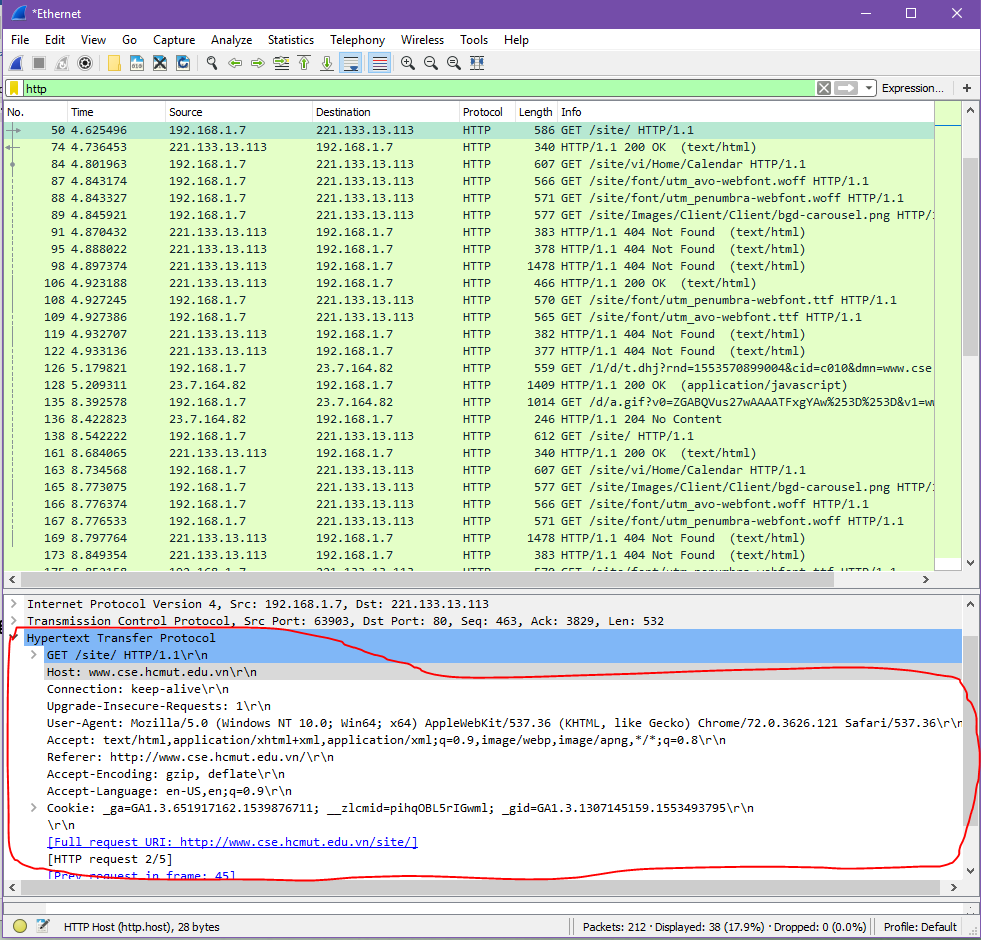 *Ethernet
File Edit View Go Capture Analyze Statistics Telephony Wireless Tools Help
http Expression... +
No. Time Source Destination Protocol Length Info
50 4.625496 192.168.1.7 221.133.13.113 HTTP 586 GET /site/ HTTP/1.1
74 4.736453 221.133.13.113 192.168.1.7 HTTP 340 HTTP/1.1 200 OK (text/html)
84 4.801963 192.168.1.7 221.133.13.113 HTTP 607 GET /site/vi/Home/Calendar HTTP/1.1
87 4.843174 192.168.1.7 221.133.13.113 HTTP 566 GET /site/font/utm_avo-webfont.woff HTTP/1.1
88 4.843327 192.168.1.7 221.133.13.113 HTTP 571 GET /site/font/utm_penumbra-webfont.woff HTTP/1.1
89 4.845921 192.168.1.7 221.133.13.113 HTTP 577 GET /site/Images/Client/Client/bgd-carousel.png HTTP/
91 4.870432 221.133.13.113 192.168.1.7 HTTP 383 HTTP/1.1 404 Not Found (text/html)
95 4.888022 221.133.13.113 192.168.1.7 HTTP 378 HTTP/1.1 404 Not Found (text/html)
98 4.897374 221.133.13.113 192.168.1.7 HTTP 1478 HTTP/1.1 404 Not Found (text/html)
106 4.923188 221.133.13.113 192.168.1.7 HTTP 466 HTTP/1.1 200 OK (text/html)
108 4.927245 192.168.1.7 221.133.13.113 HTTP 570 GET /site/font/utm_penumbra-webfont.ttf HTTP/1.1
109 4.927386 192.168.1.7 221.133.13.113 HTTP 565 GET /site/font/utm_avo-webfont.ttf HTTP/1.1
119 4.932707 221.133.13.113 192.168.1.7 HTTP 382 HTTP/1.1 404 Not Found (text/html)
122 4.933136 221.133.13.113 192.168.1.7 HTTP 377 HTTP/1.1 404 Not Found (text/html)
126 5.179821 192.168.1.7 23.7.164.82 HTTP 559 GET /1/d/t.dhj?rnd=1553570899004&cid=c010&dmn=www.cse
128 5.209311 23.7.164.82 192.168.1.7 HTTP 1409 HTTP/1.1 200 OK (application/javascript)
135 8.392578 192.168.1.7 23.7.164.82 HTTP 1014 GET /d/a.gif?v0=ZGABQVus27wAAAATFxgYAw%253D%253D&v1=w
136 8.422823 23.7.164.82 192.168.1.7 HTTP 246 HTTP/1.1 204 No Content
138 8.542222 192.168.1.7 221.133.13.113 HTTP 612 GET /site/ HTTP/1.1
161 8.684065 221.133.13.113 192.168.1.7 HTTP 340 HTTP/1.1 200 OK (text/html)
163 8.734568 192.168.1.7 221.133.13.113 HTTP 607 GET /site/vi/Home/Calendar HTTP/1.1
165 8.773075 192.168.1.7 221.133.13.113 HTTP 577 GET /site/Images/Client/Client/bgd-carousel.png HTTP/
166 8.776374 192.168.1.7 221.133.13.113 HTTP 566 GET /site/font/utm_avo-webfont.woff HTTP/1.1
167 8.776533 192.168.1.7 221.133.13.113 HTTP 571 GET /site/font/utm_penumbra-webfont.woff HTTP/1.1
169 8.797764 221.133.13.113 192.168.1.7 HTTP 1478 HTTP/1.1 404 Not Found (text/html)
173 8.849354 221.133.13.113 192.168.1.7 HTTP 383 HTTP/1.1 404 Not Found (text/html)
Internet Protocol Version 4, Src: 192.168.1.7, Dst: 221.133.13.113
Transmission Control Protocol, Src Port: 63903, Dst Port: 80, Seq: 463, Ack: 3829, Len: 532
Hypertext Transfer Protocol
GET /site/ HTTP/1.1\r\n
Host: www.cse.hcmut.edu.vn\r\n
Connection: keep-alive\r\n
Upgrade-Insecure-Requests: 1\r\n
User-Agent: Mozilla/5.0 (Windows NT 10.0; Win64; x64) AppleWebKit/537.36 (KHTML, like Gecko) Chrome/72.0.3626.121 Safari/537.36\r\n
Accept: text/html,application/xhtml+xml,application/xml;q=0.9,image/webp,image/apng,*/*;q=0.8\r\n
Referer: http://www.cse.hcmut.edu.vn/\r\n
Accept-Encoding: gzip, deflate\r\n
Accept-Language: en-US,en;q=0.9\r\n
Cookie: _ga=GA1.3.651917162.1539876711; __zlcmid=pihqOBL5rIGwml; _gid=GA1.3.1307145159.1553493795\r\n
\r\n
[Full request URI: http://www.cse.hcmut.edu.vn/site/]
[HTTP request 2/5]
[Prev request in frame: 45]
HTTP Host (http.host), 28 bytes Packets: 212 · Displayed: 38 (17.9%) · Dropped: 0 (0.0%) Profile: Default